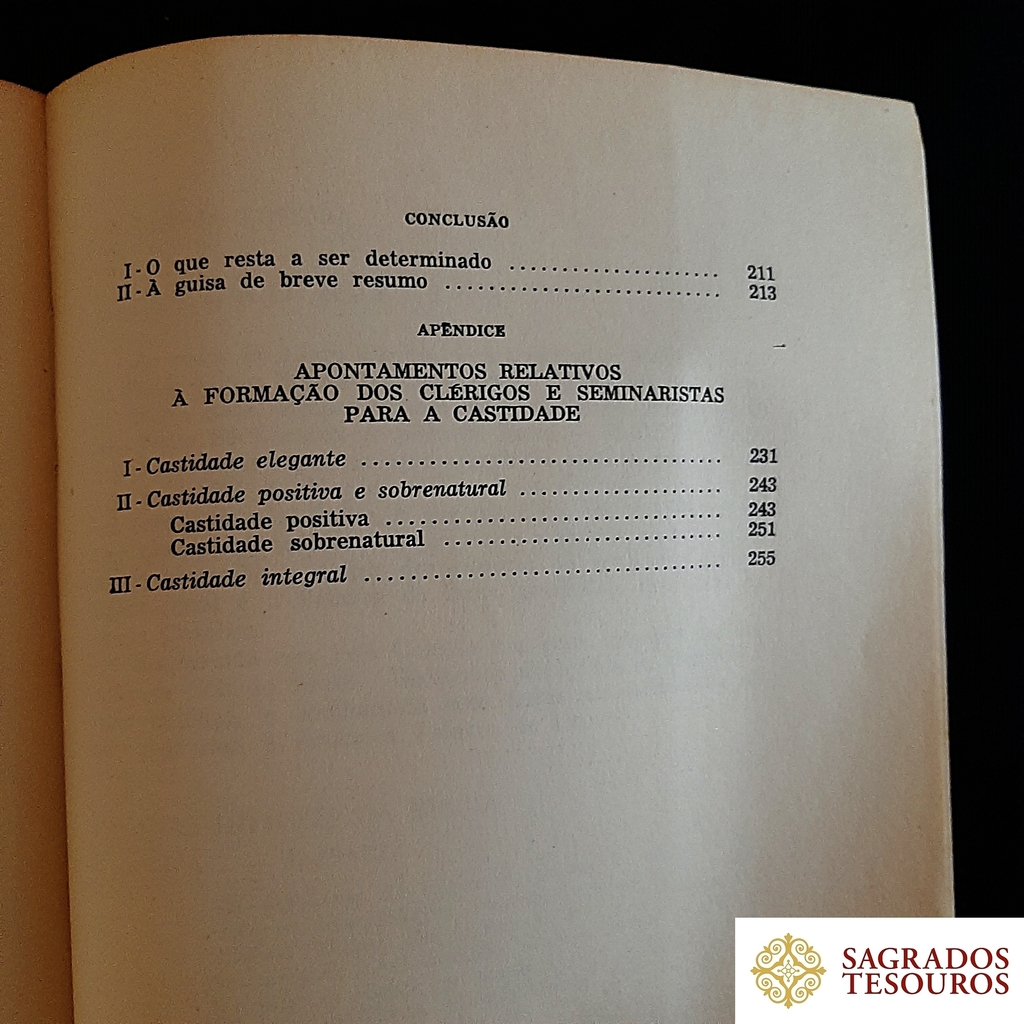 CONCLUSÃO
I - O que resta a ser determinado ........................ 211
II - À guisa de breve resumo ................................ 213
APÊNDICE
APONTAMENTOS RELATIVOS
À FORMAÇÃO DOS CLÉRIGOS E SEMINARISTAS
PARA A CASTIDADE
I - Castidade elegante ........................................ 231
II - Castidade positiva e sobrenatural ....................... 243
Castidade positiva ...................................... 243
Castidade sobrenatural ................................ 251
III - Castidade integral ........................................ 255
SAGRADOS
TESOUROS